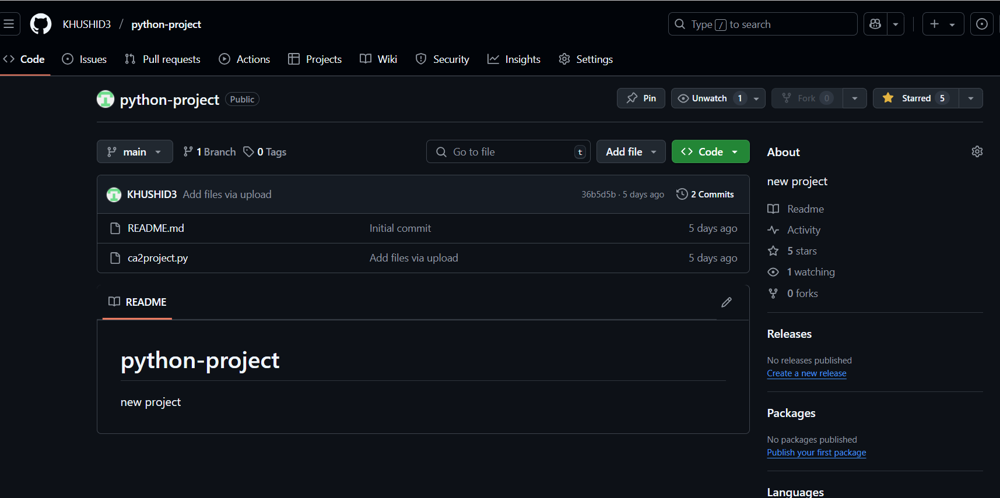 KHUSHID3 / python-project
Type / to search
Code Issues Pull requests Actions Projects Wiki Security Insights Settings
python-project Public
Pin Unwatch 1 Fork 0 Starred 5
main 1 Branch 0 Tags Go to file t Add file Code
KHUSHID3 Add files via upload 36b5d5b · 5 days ago 2 Commits
README.md Initial commit 5 days ago
ca2project.py Add files via upload 5 days ago
README
python-project
new project
About
new project
Readme
Activity
5 stars
1 watching
0 forks
Releases
No releases published
Create a new release
Packages
No packages published
Publish your first package
Languages